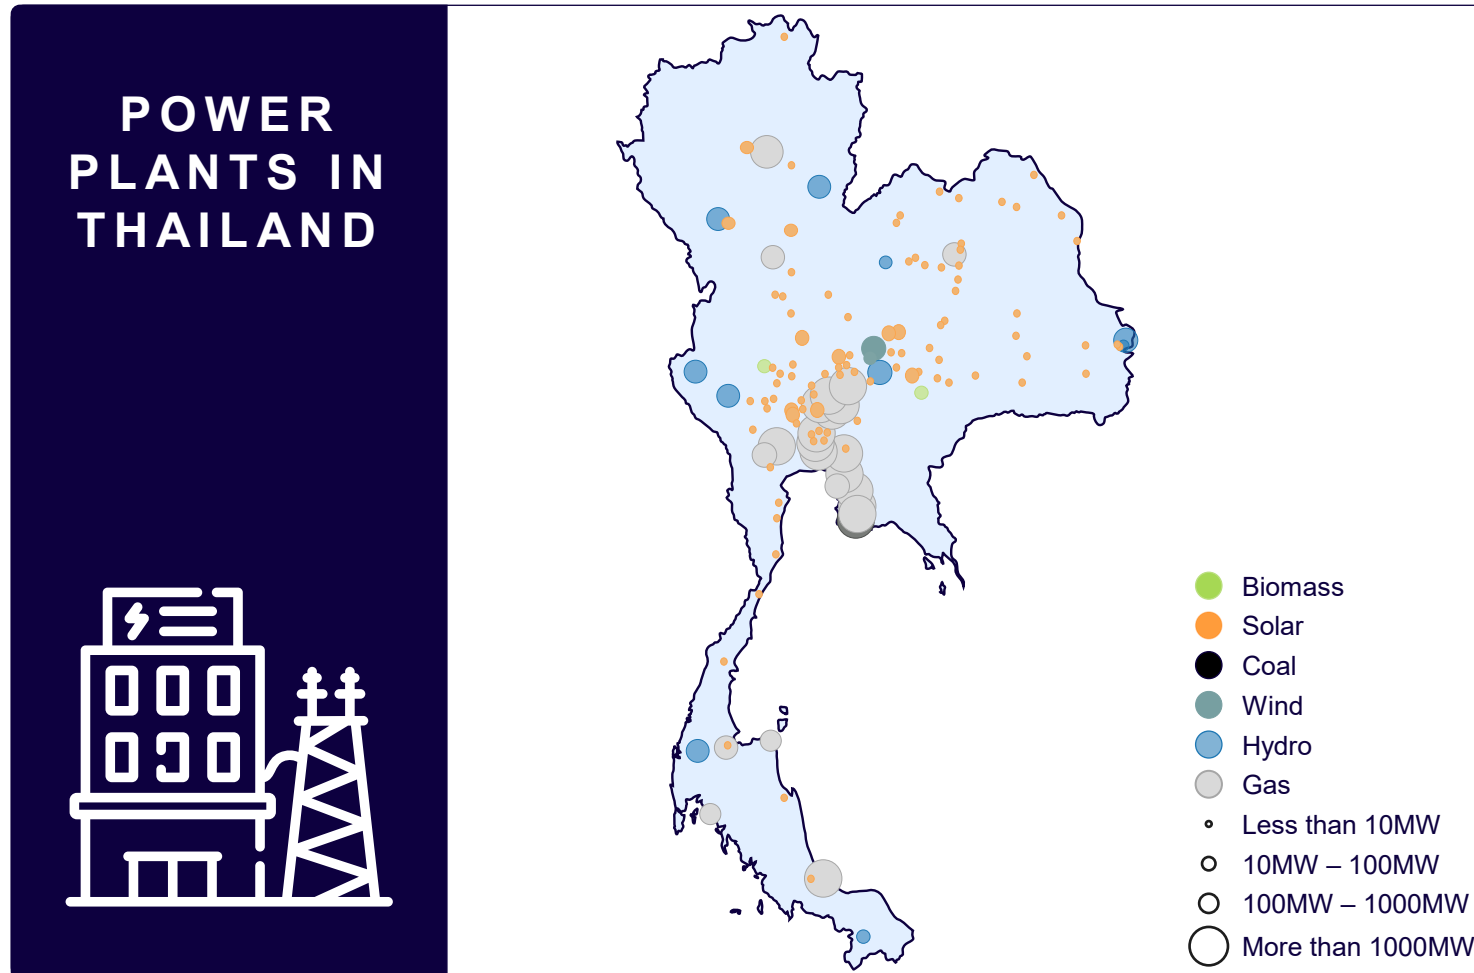 POWER
PLANTS IN
THAILAND
Biomass
Solar
Coal
Wind
Hydro
Gas
Less than 10MW
10MW – 100MW
100MW – 1000MW
More than 1000MW